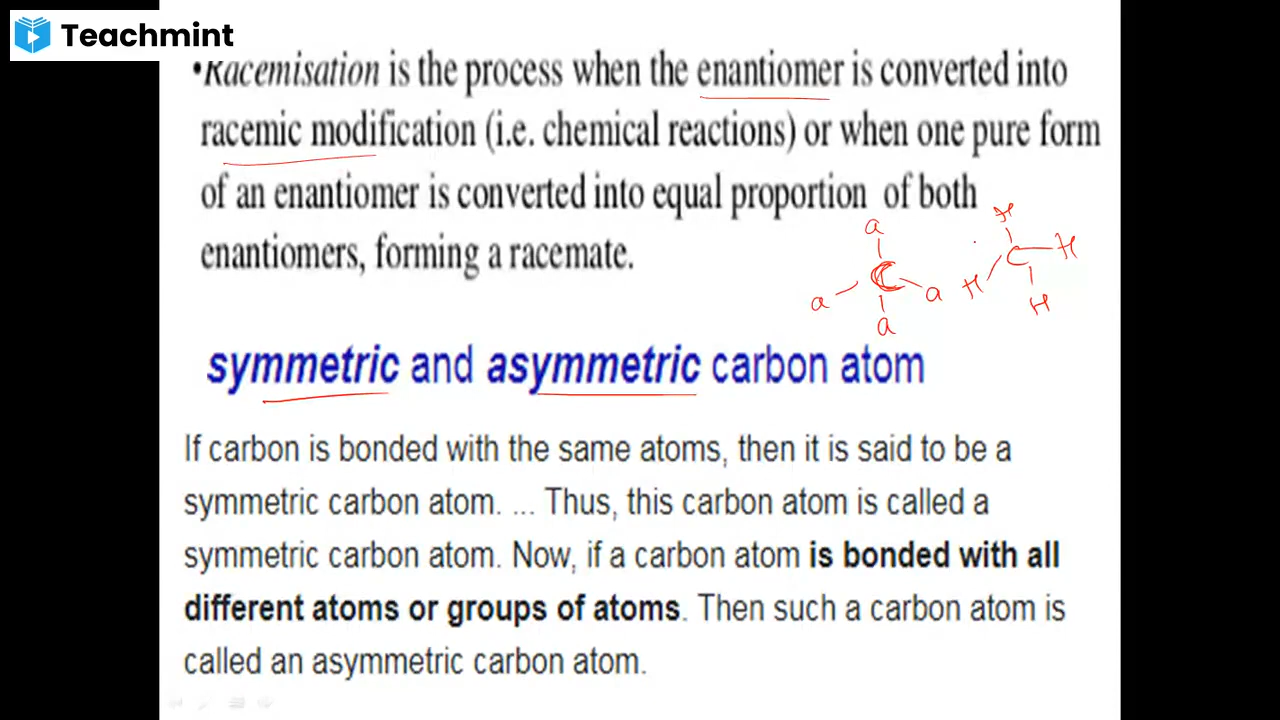 Teachmint
•Racemisation is the process when the enantiomer is converted into
racemic modification (i.e. chemical reactions) or when one pure form
of an enantiomer is converted into equal proportion of both
enantiomers, forming a racemate.
a
a C a
a
H
C H
H
H
symmetric and asymmetric carbon atom
If carbon is bonded with the same atoms, then it is said to be a
symmetric carbon atom. ... Thus, this carbon atom is called a
symmetric carbon atom. Now, if a carbon atom is bonded with all
different atoms or groups of atoms. Then such a carbon atom is
called an asymmetric carbon atom.